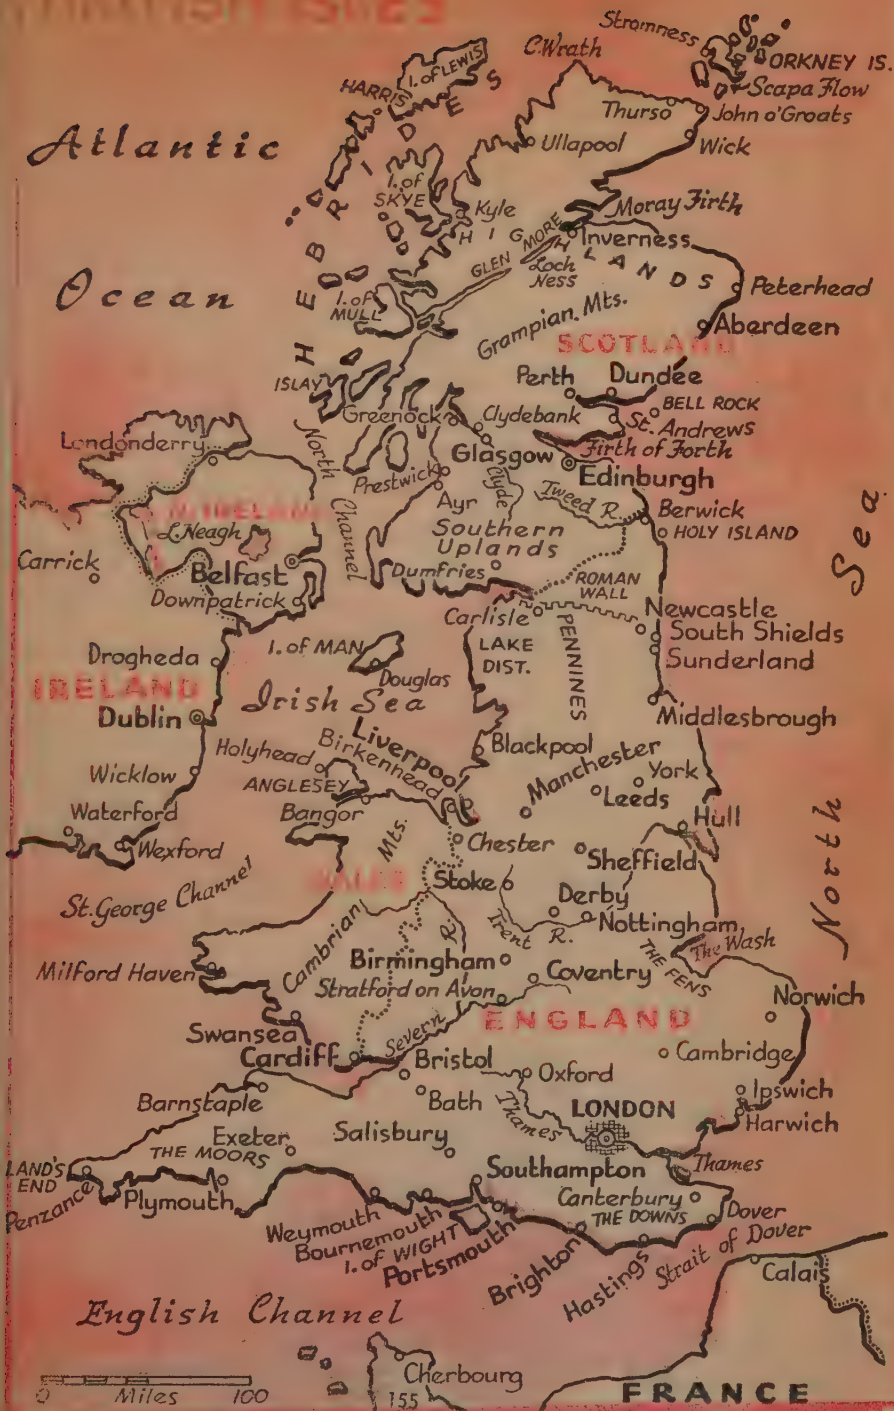 BRITISH ISLES
Stromness
C. Wrath
ORKNEY IS.
Scapa Flow
I. of LEWIS
HARRIS
Thurso
John o'Groats
Atlantic
Ullapool
Wick
HEBRIDES
I. of
SKYE
Kyle
Moray Firth
HIGHLANDS
Inverness
GLEN MORE
Loch
Ness
Ocean
Peterhead
I. of
MULL
Grampian. Mts.
Aberdeen
SCOTLAND
Perth
Dundee
ISLAY
BELL ROCK
Greenock
Clydebank
St. Andrews
Firth of Forth
Londonderry
North
Channel
Glasgow
Edinburgh
Prestwick
Clyde
Tweed R.
Ayr
Berwick
N. IRELAND
L. Neagh
Southern
Uplands
HOLY ISLAND
Sea
Carrick
Belfast
Dumfries
ROMAN
WALL
Downpatrick
Carlisle
Newcastle
PENNINES
South Shields
I. of MAN
LAKE
DIST.
Sunderland
Drogheda
Douglas
IRELAND
Irish Sea
Dublin
Middlesbrough
Holyhead
Liverpool
Birkenhead
Blackpool
Manchester
York
Wicklow
ANGLESEY
Leeds
Waterford
Bangor
Hull
North
Wexford
Mts.
Chester
Sheffield
St. George Channel
WALES
Stoke
Derby
Nottingham
Trent R.
The Wash
Cambrian
R.
THE FENS
Milford Haven
Birmingham
Coventry
Stratford on Avon
Norwich
Swansea
Severn
ENGLAND
Cardiff
Bristol
Cambridge
Oxford
Barnstaple
Bath
Thames
Ipswich
LONDON
Harwich
Exeter
Salisbury
THE MOORS
LAND'S
END
Southampton
Thames
Penzance
Plymouth
Canterbury
Weymouth
THE DOWNS
Dover
Bournemouth
I. of WIGHT
Portsmouth
Brighton
Hastings
Strait of Dover
Calais
English Channel
Cherbourg
0 Miles 100
155
FRANCE